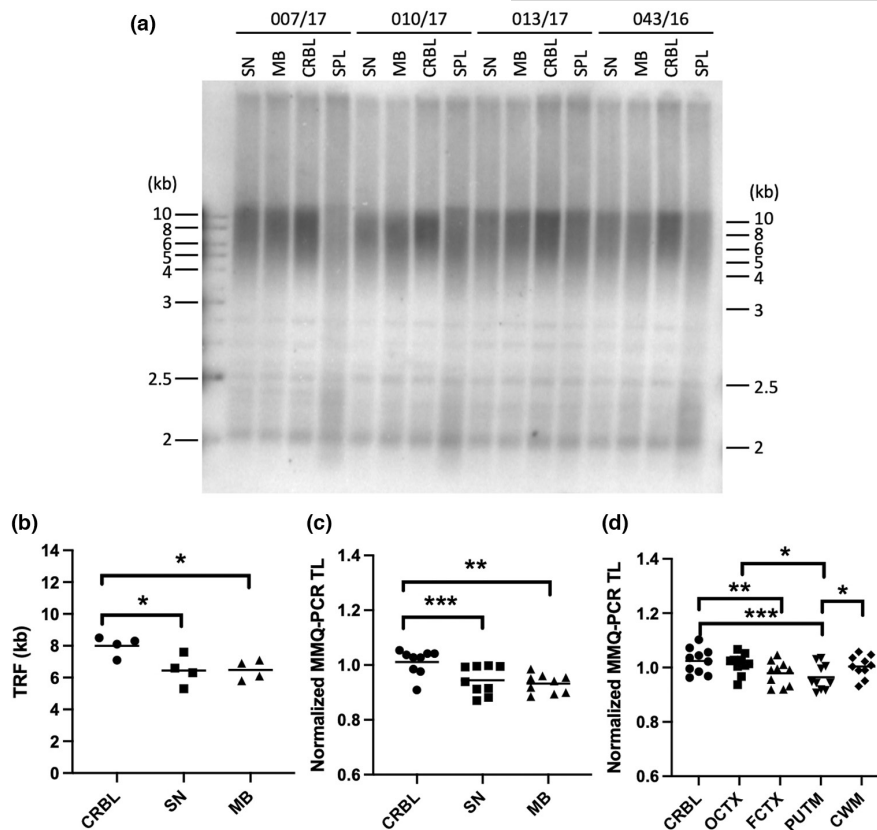 (a)
007/17 010/17 013/17 043/16
SN MB CRBL SPL SN MB CRBL SPL SN MB CRBL SPL SN MB CRBL SPL
(kb) (kb)
10 10
8 8
6 6
5 5
4 4
3 3
2.5 2.5
2 2
(b)
14
12
10
8
6
4
2
0
TRF (kb)
*
*
CRBL SN MB
(c)
1.4
1.2
1.0
0.8
0.6
Normalized MMQ-PCR TL
**
***
CRBL SN MB
(d)
1.4
1.2
1.0
0.8
0.6
Normalized MMQ-PCR TL
*
**
*
***
CRBL OCTX FCTX PUTM CWM